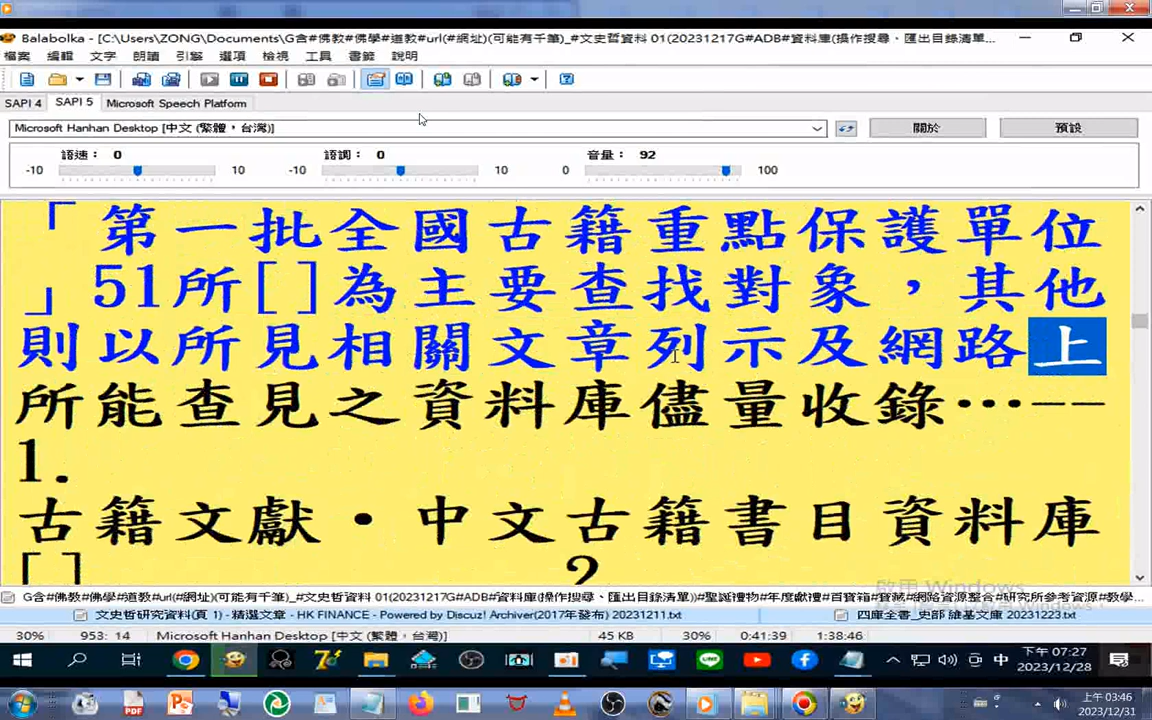 Balabolka - [C:\Users\ZONG\Documents\G含#佛教#佛學#道教#url(#網址)(可能有千筆)_#文史哲資料 01(20231217G#ADB#資料庫(操作搜尋、匯出目錄清單...
檔案 編輯 文字 朗讀 引擎 選項 檢視 工具 書籤 說明
SAPI 4 SAPI 5 Microsoft Speech Platform
Microsoft Hanhan Desktop [中文 (繁體，台灣)] 關於 預設
語速： 0 語調： 0 音量： 92
-10 10 -10 10 0 100
「第一批全國古籍重點保護單位
」51所[]為主要查找對象，其他
則以所見相關文章列示及網路上
所能查見之資料庫儘量收錄…--
1.
古籍文獻•中文古籍書目資料庫
[] 2
啟用 Windows
G含#佛教#佛學#道教#url(#網址)(可能有千筆)_#文史哲資料 01(20231217G#ADB#資料庫(操作搜尋、匯出目錄清單))#聖誕禮物#年度獻禮#百寶箱#寶藏#網路資源整合#研究所參考資源#教學...
文史哲研究資料(頁 1) - 精選文章 - HK FINANCE - Powered by Discuz! Archiver(2017年發布) 20231211.txt 四庫全書_史部 維基文庫 20231223.txt
30% 953: 14 Microsoft Hanhan Desktop [中文 (繁體，台灣)] 45 KB 30% 0:41:39 1:38:46
中 下午 07:27
2023/12/28
上午 03:46
2023/12/31